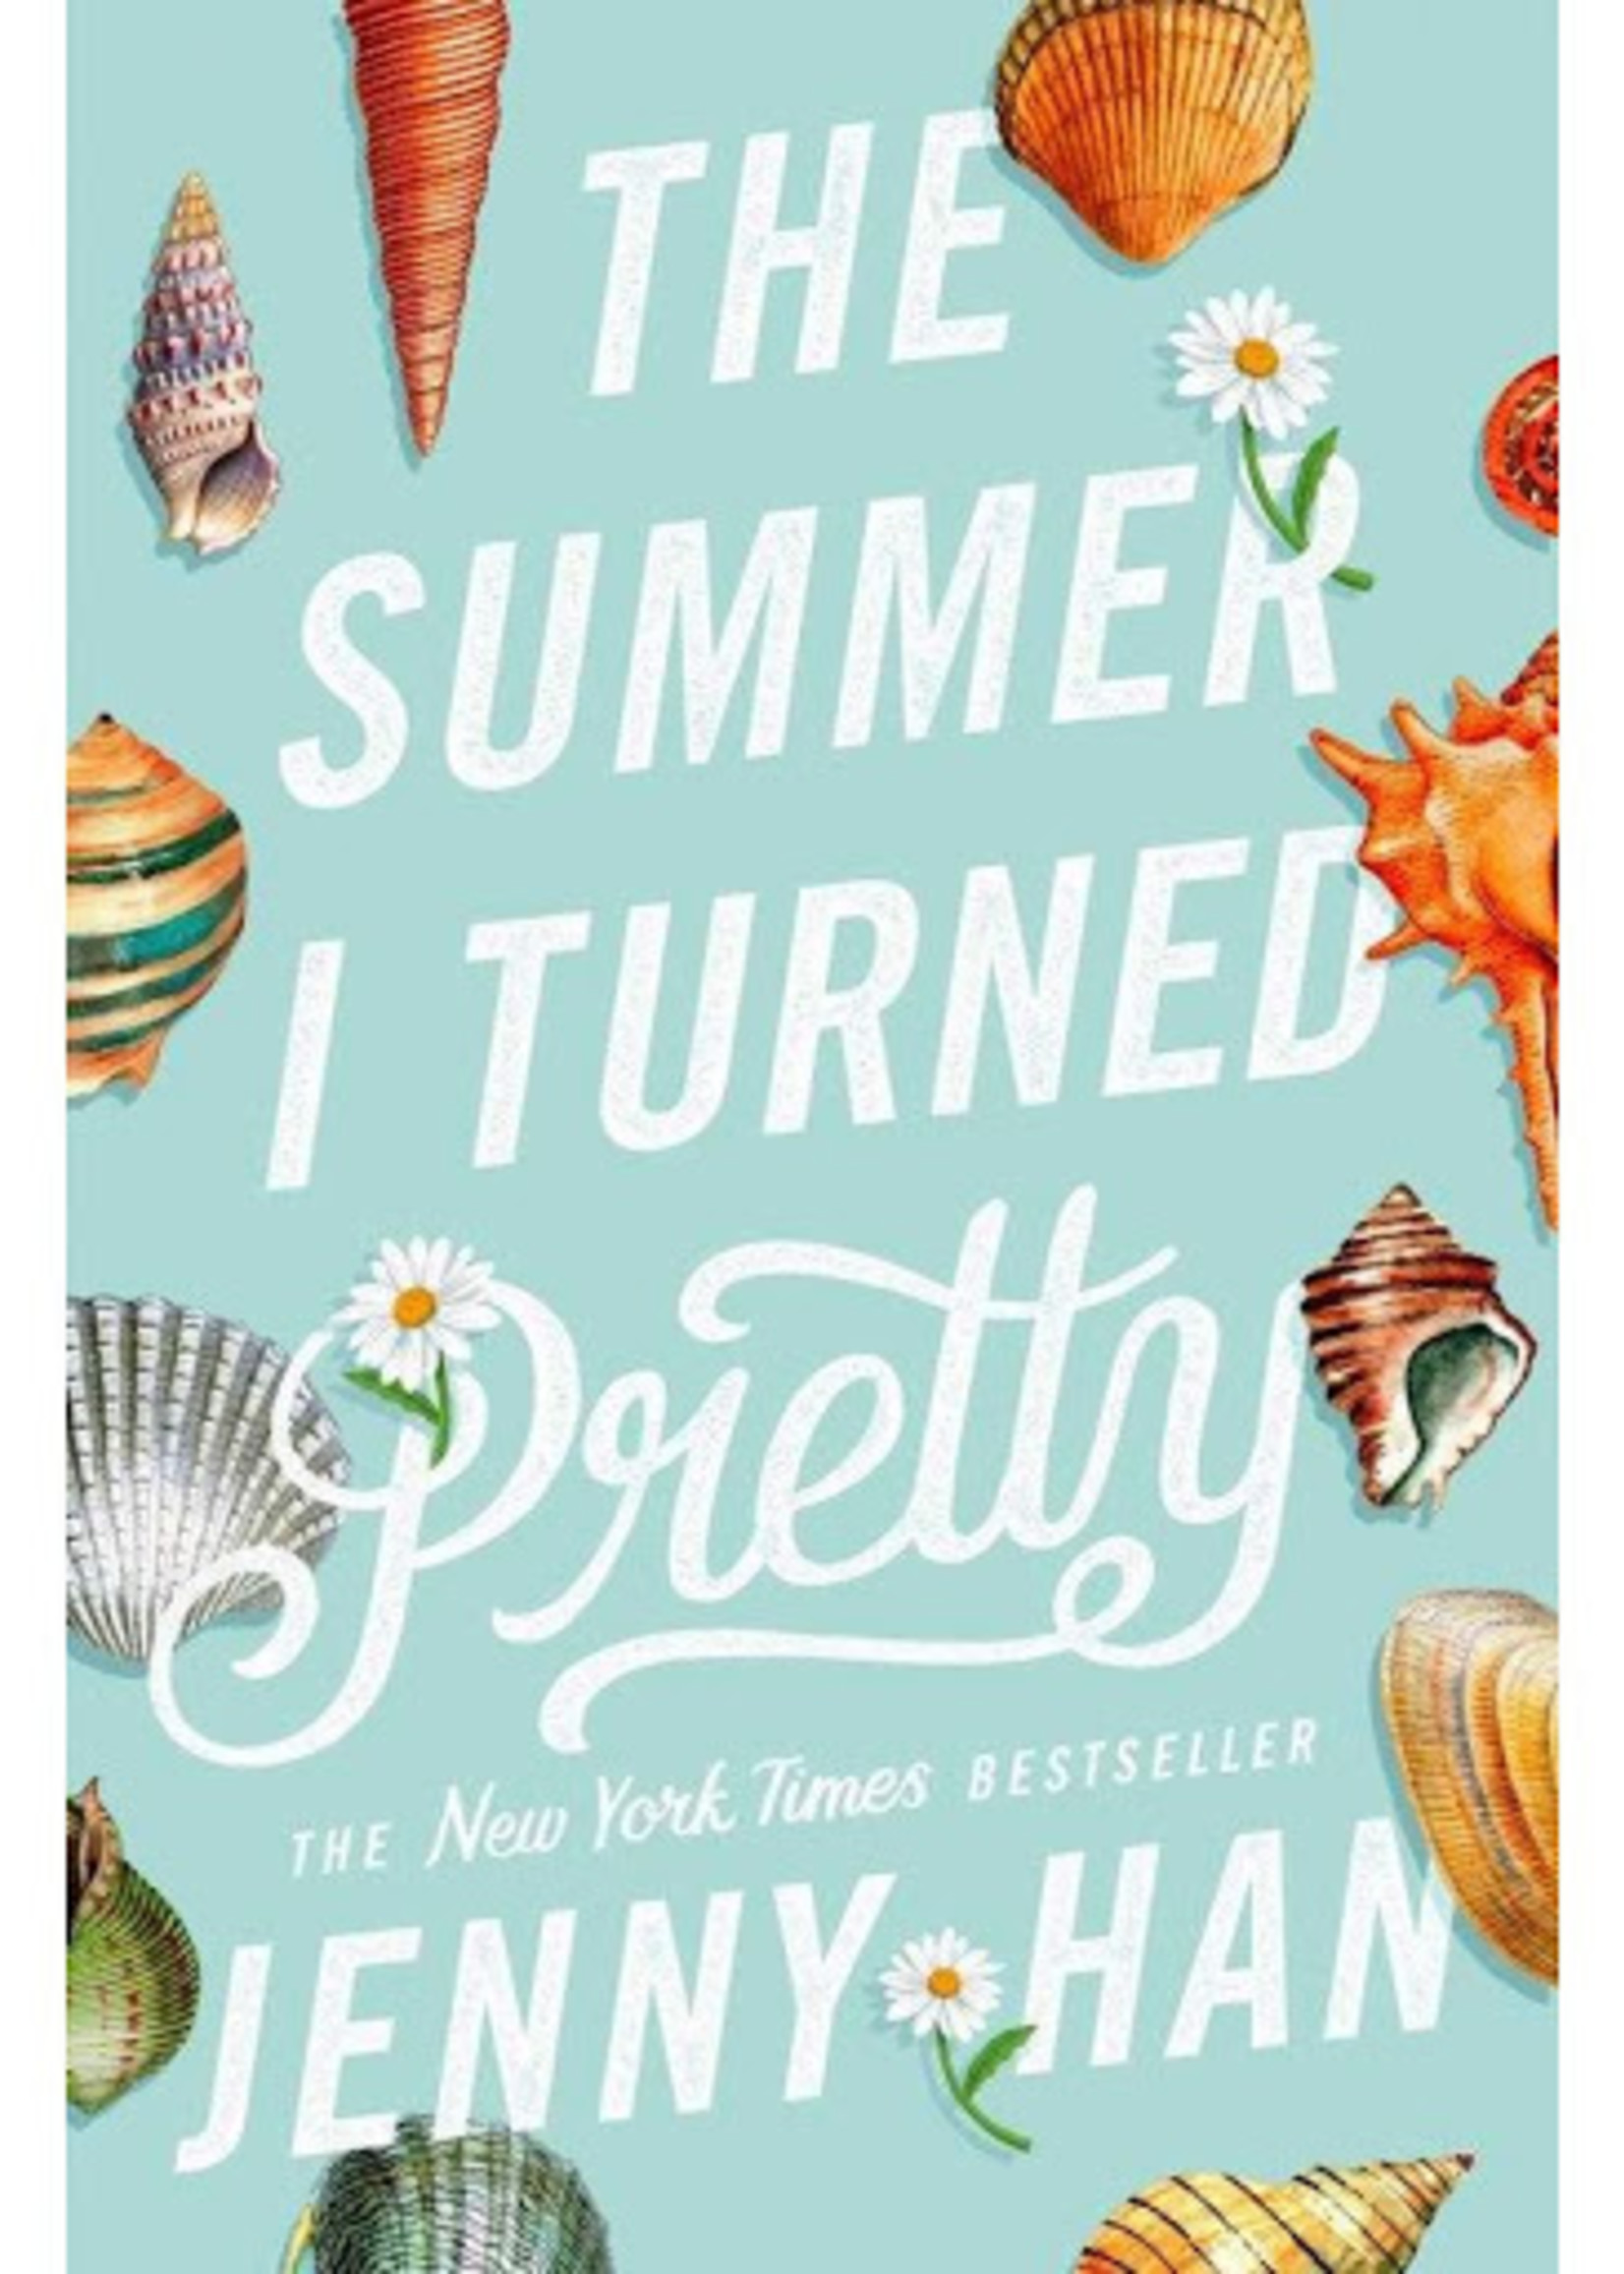 THE
SUMMER
I TURNED
Pretty
THE New York Times BESTSELLER
JENNY HAN